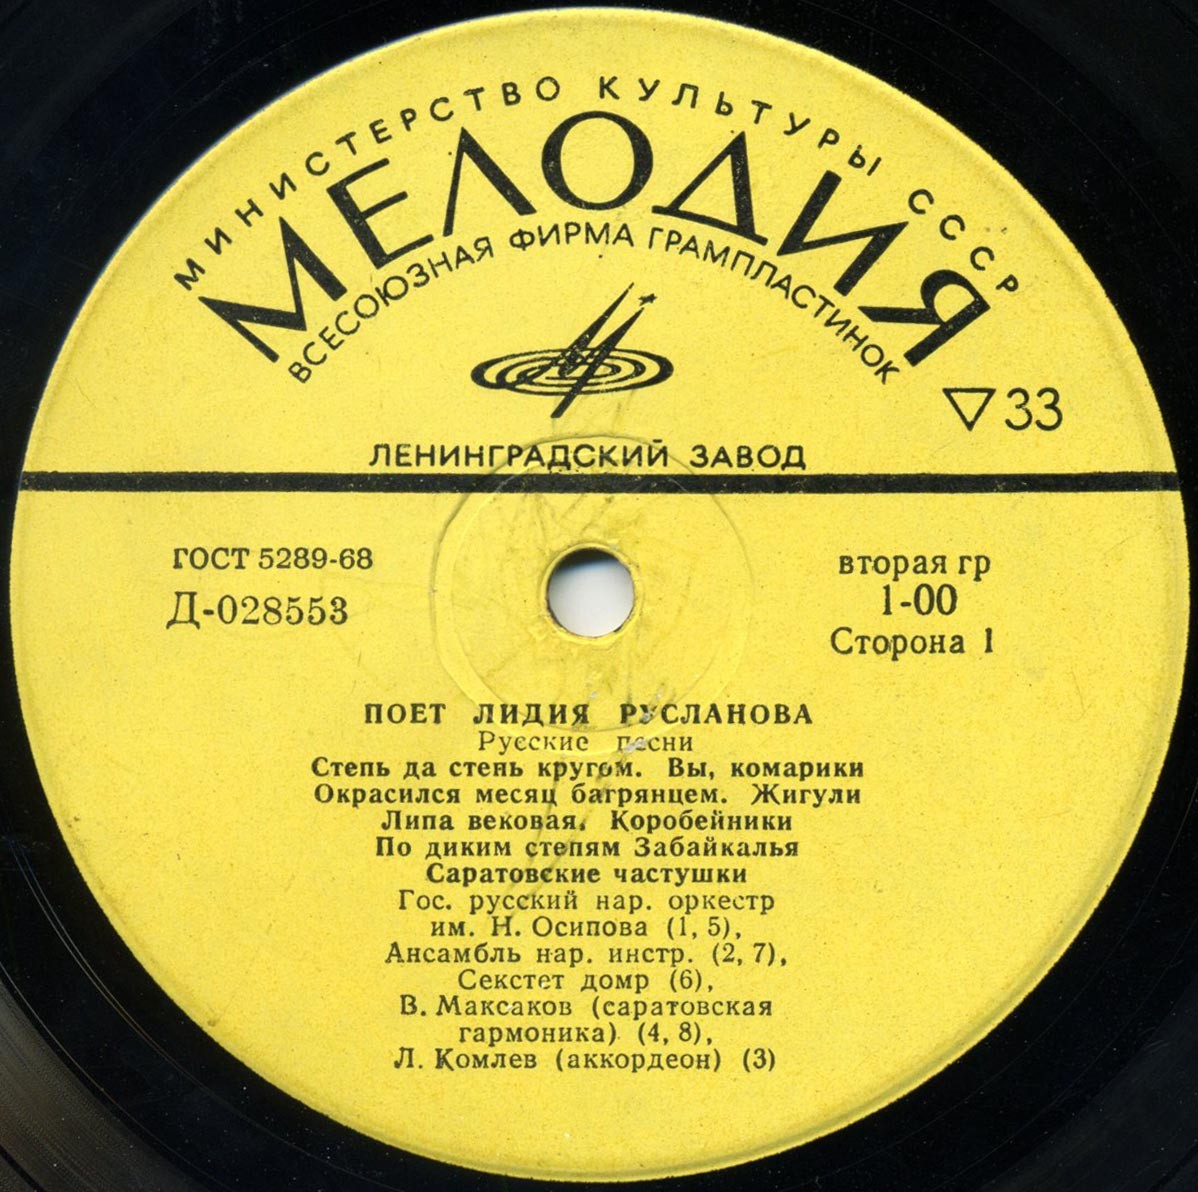 МИНИСТЕРСТВО КУЛЬТУРЫ СССР
МЕЛОДИЯ
ВСЕСОЮЗНАЯ ФИРМА ГРАМПЛАСТИНОК
▽33
ЛЕНИНГРАДСКИЙ ЗАВОД
ГОСТ 5289-68
Д-028553
вторая гр
1-00
Сторона 1
ПОЕТ ЛИДИЯ РУСЛАНОВА
Русские песни
Степь да степь кругом. Вы, комарики
Окрасился месяц багрянцем. Жигули
Липа вековая. Коробейники
По диким степям Забайкалья
Саратовские частушки
Гос. русский нар. оркестр
им. Н. Осипова (1, 5),
Ансамбль нар. инстр. (2, 7),
Секстет домр (6),
В. Максаков (саратовская
гармоника) (4, 8),
Л. Комлев (аккордеон) (3)